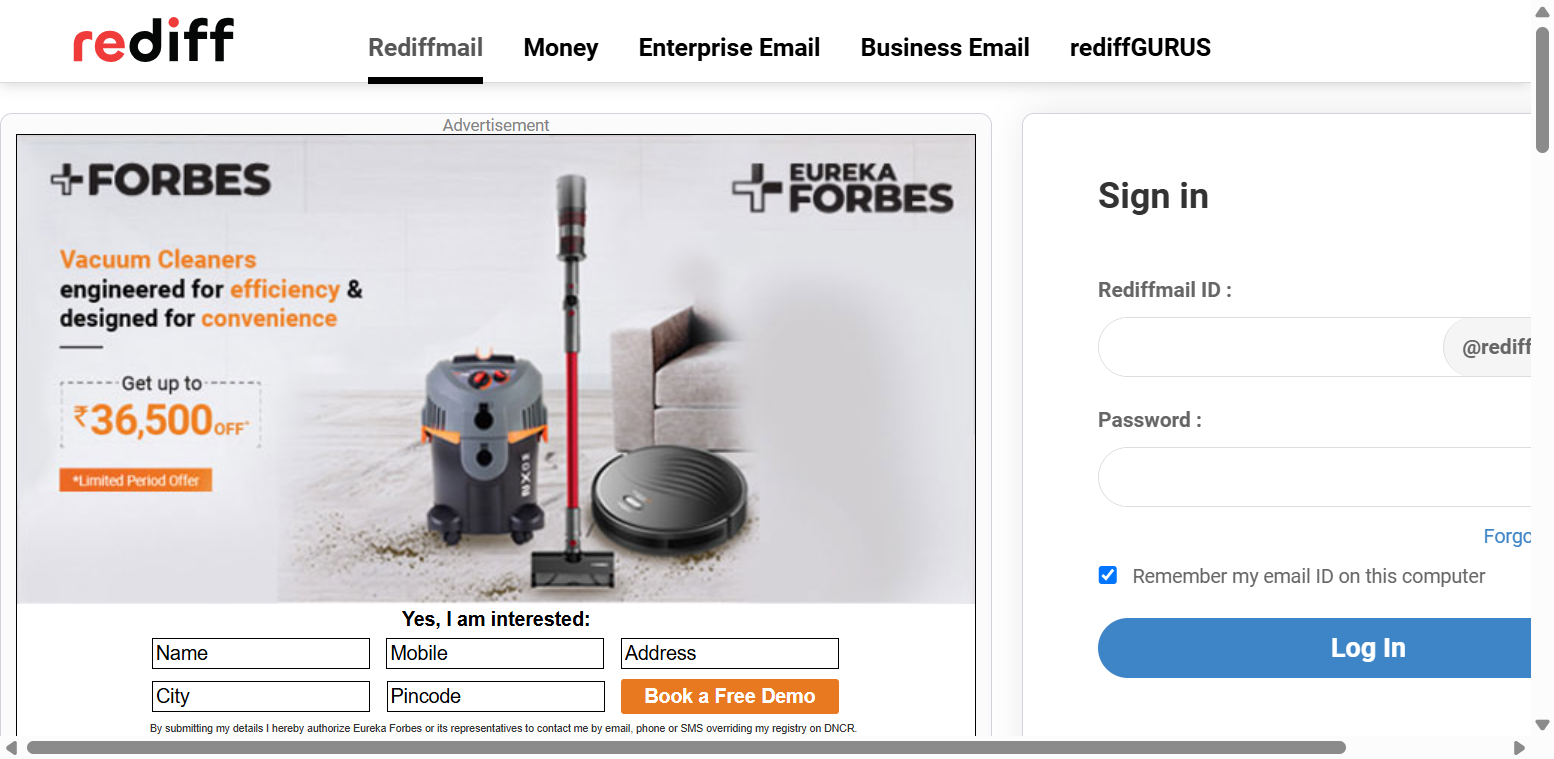 rediff
Rediffmail
Money
Enterprise Email
Business Email
rediffGURUS
Advertisement
FORBES
EUREKA
FORBES
Vacuum Cleaners
engineered for efficiency &
designed for convenience
Get up to
₹36,500 OFF*
*Limited Period Offer
Yes, I am interested:
Name
Mobile
Address
City
Pincode
Book a Free Demo
By submitting my details I hereby authorize Eureka Forbes or its representatives to contact me by email, phone or SMS overriding my registry on DNCR.
Sign in
Rediffmail ID :
@rediff
Password :
Forgo
Remember my email ID on this computer
Log In